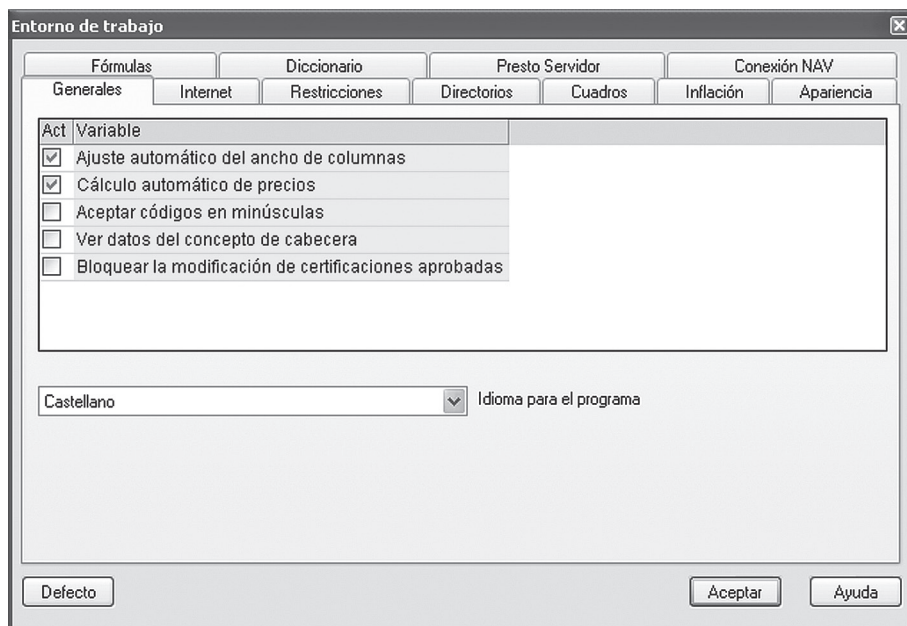 Entorno de trabajo
Fórmulas Diccionario Presto Servidor Conexión NAV
Generales Internet Restricciones Directorios Cuadros Inflación Apariencia
Act Variable
Ajuste automático del ancho de columnas
Cálculo automático de precios
Aceptar códigos en minúsculas
Ver datos del concepto de cabecera
Bloquear la modificación de certificaciones aprobadas
Castellano Idioma para el programa
Defecto Aceptar Ayuda